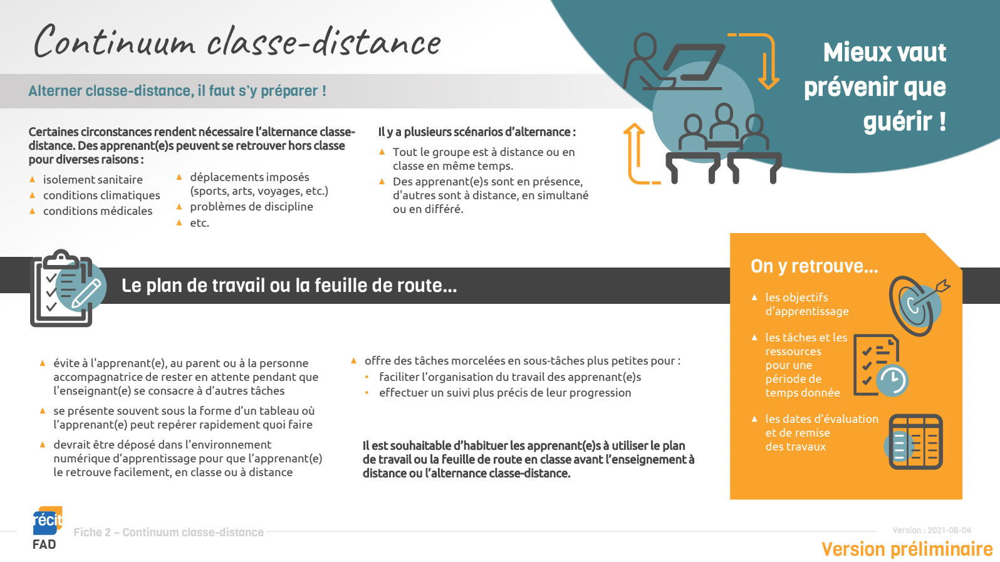 Continuum classe-distance
Alterner classe-distance, il faut s’y préparer !
Mieux vaut
prévenir que
guérir !
Certaines circonstances rendent nécessaire l’alternance classe-
distance. Des apprenant(e)s peuvent se retrouver hors classe
pour diverses raisons :
isolement sanitaire
conditions climatiques
conditions médicales
déplacements imposés
(sports, arts, voyages, etc.)
problèmes de discipline
etc.
Il y a plusieurs scénarios d’alternance :
Tout le groupe est à distance ou en
classe en même temps.
Des apprenant(e)s sont en présence,
d'autres sont à distance, en simultané
ou en différé.
Le plan de travail ou la feuille de route...
évite à l'apprenant(e), au parent ou à la personne
accompagnatrice de rester en attente pendant que
l'enseignant(e) se consacre à d’autres tâches
se présente souvent sous la forme d’un tableau où
l’apprenant(e) peut repérer rapidement quoi faire
devrait être déposé dans l’environnement
numérique d’apprentissage pour que l’apprenant(e)
le retrouve facilement, en classe ou à distance
offre des tâches morcelées en sous-tâches plus petites pour :
• faciliter l’organisation du travail des apprenant(e)s
• effectuer un suivi plus précis de leur progression
Il est souhaitable d’habituer les apprenant(e)s à utiliser le plan
de travail ou la feuille de route en classe avant l’enseignement à
distance ou l’alternance classe-distance.
On y retrouve...
les objectifs
d'apprentissage
les tâches et les
ressources
pour une
période de
temps donnée
les dates d’évaluation
et de remise
des travaux
récit
FAD
Fiche 2 – Continuum classe-distance
Version : 2021-06-04
Version préliminaire